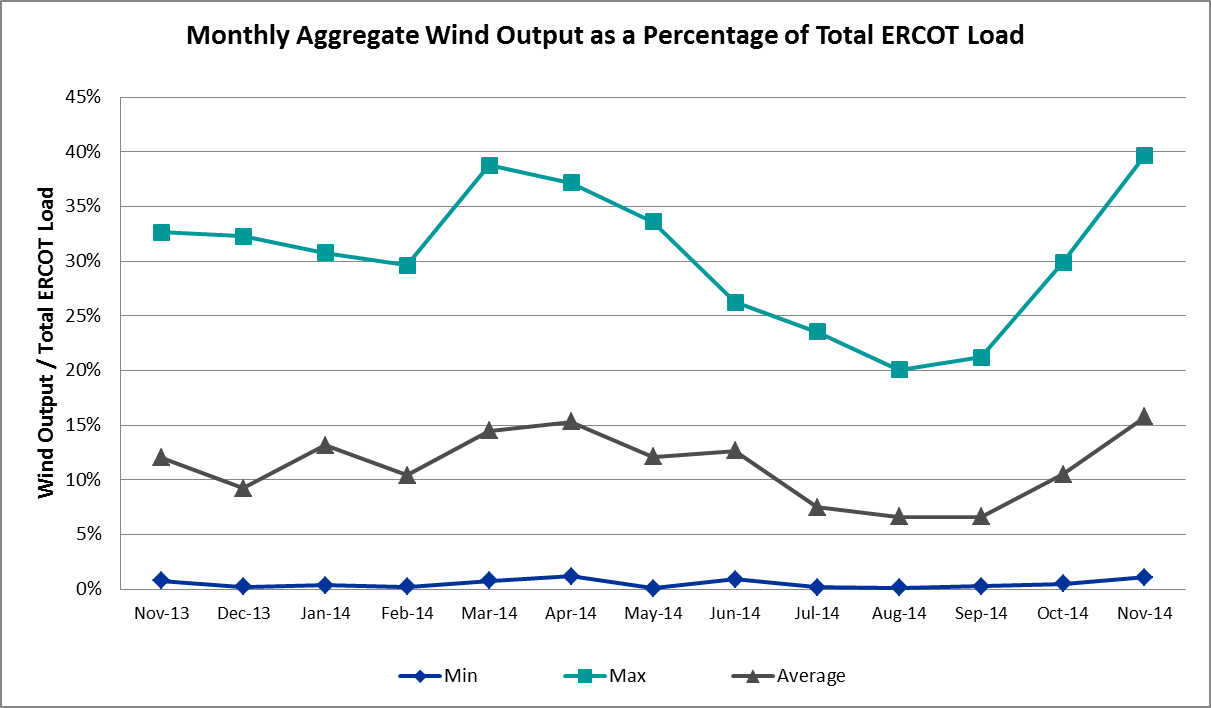 Monthly Aggregate Wind Output as a Percentage of Total ERCOT Load
Wind Output / Total ERCOT Load
45%
40%
35%
30%
25%
20%
15%
10%
5%
0%
Nov-13 Dec-13 Jan-14 Feb-14 Mar-14 Apr-14 May-14 Jun-14 Jul-14 Aug-14 Sep-14 Oct-14 Nov-14
Min Max Average